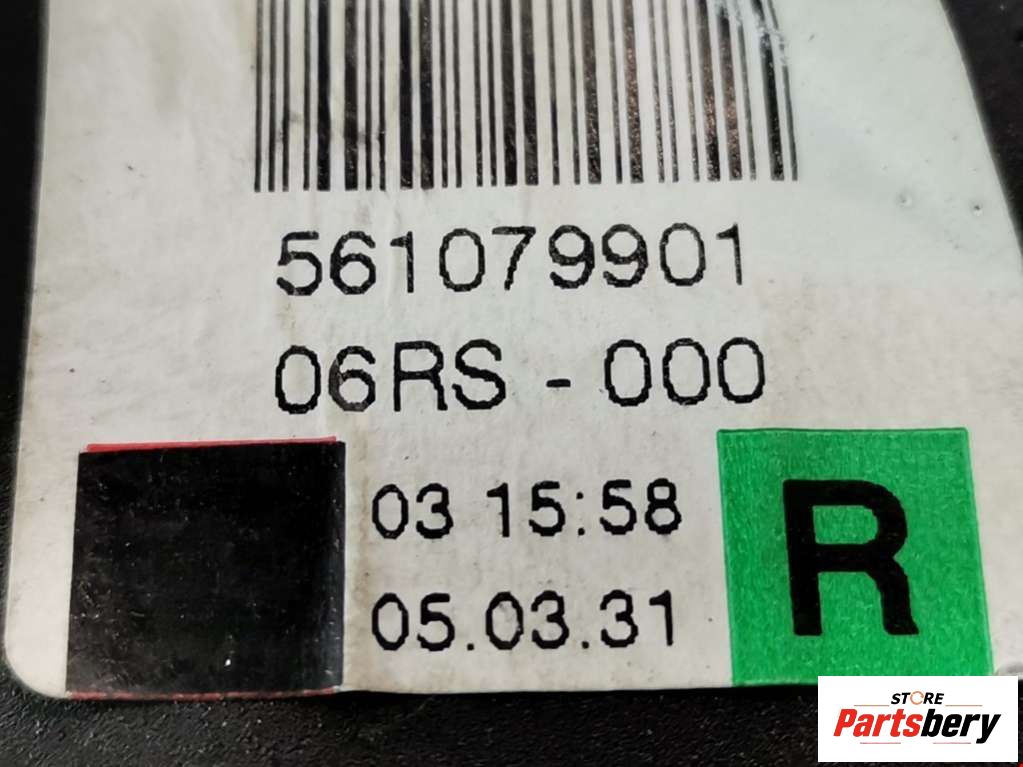 561079901
06RS - 000
03 15:58
05.03.31
R
STORE
Partsbery